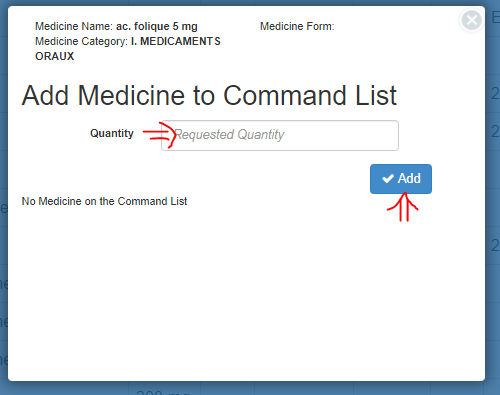 Medicine Name: ac. folique 5 mg
Medicine Form:
Medicine Category: I. MEDICAMENTS
ORAUX
Add Medicine to Command List
Quantity
Requested Quantity
Add
No Medicine on the Command List